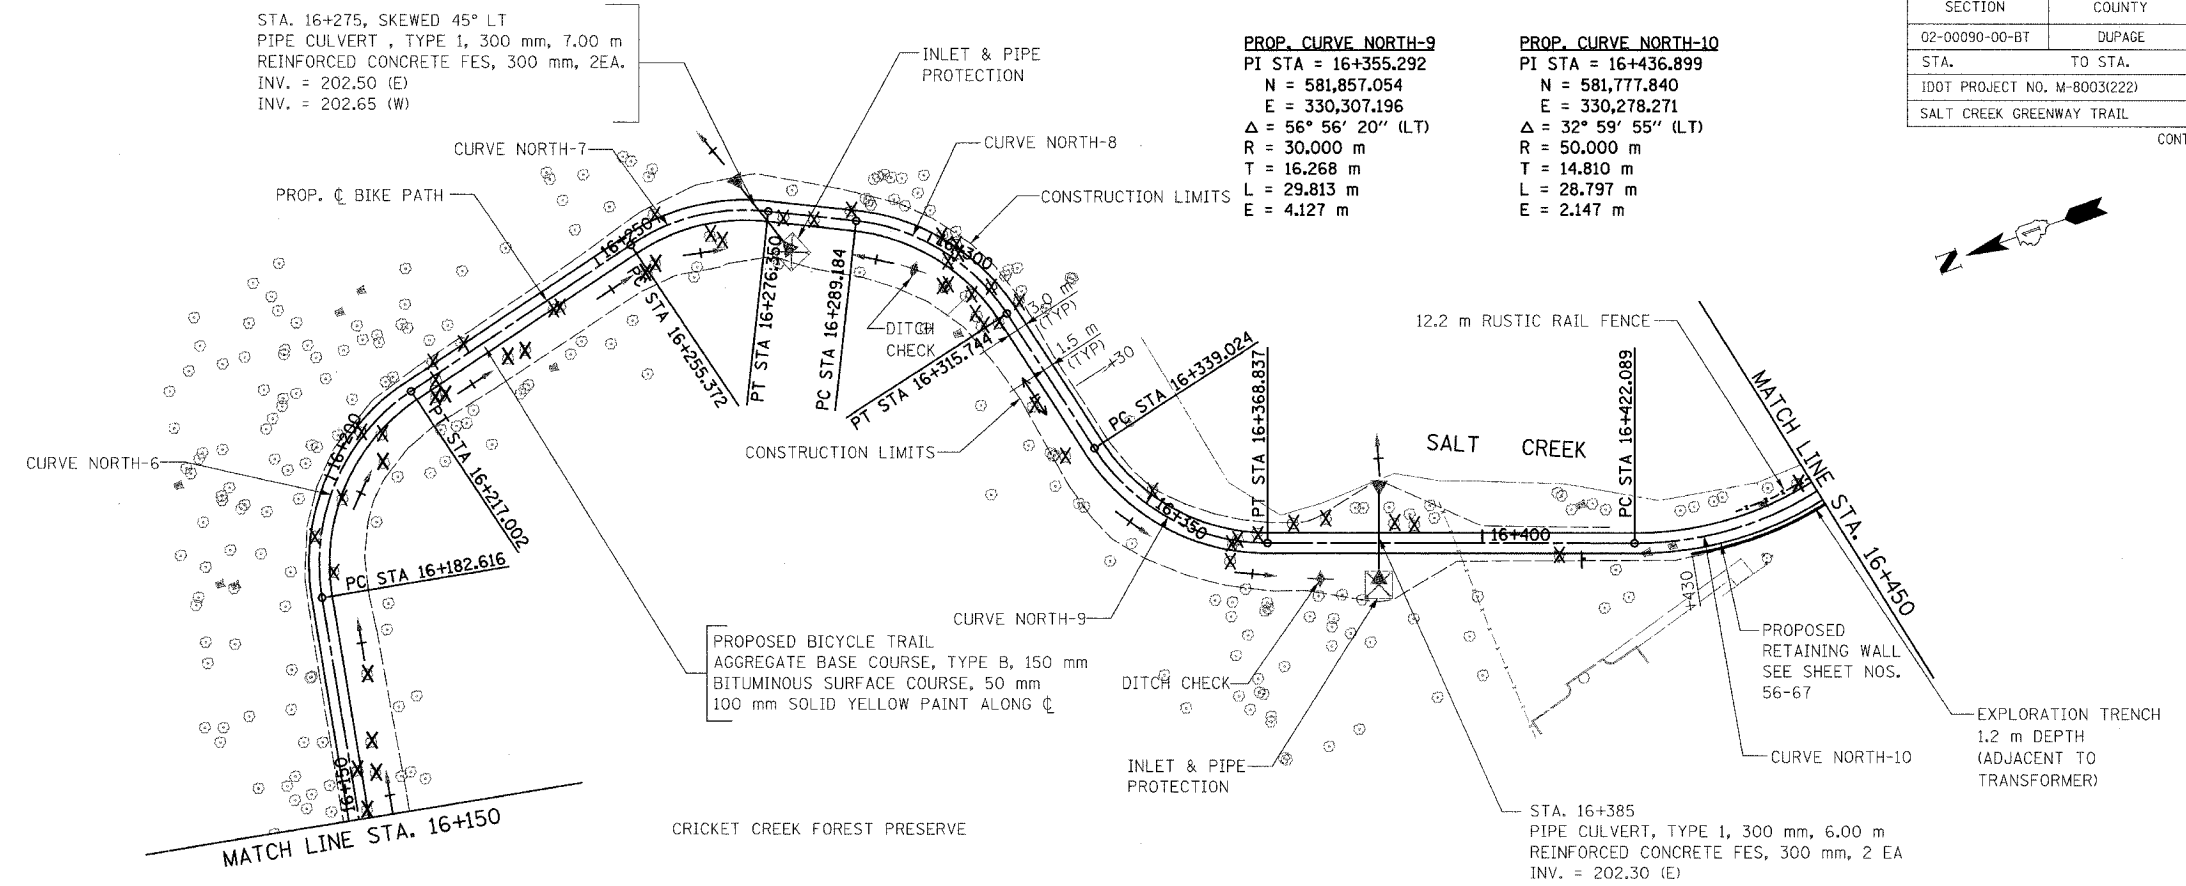 STA. 16+275, SKEWED 45° LT
PIPE CULVERT , TYPE 1, 300 mm, 7.00 m
REINFORCED CONCRETE FES, 300 mm, 2EA.
INV. = 202.50 (E)
INV. = 202.65 (W)
INLET & PIPE
PROTECTION
PROP. CURVE NORTH-9
PI STA = 16+355.292
N = 581,857.054
E = 330,307.196
Δ = 56° 56' 20" (LT)
R = 30.000 m
T = 16.268 m
L = 29.813 m
E = 4.127 m
PROP. CURVE NORTH-10
PI STA = 16+436.899
N = 581,777.840
E = 330,278.271
Δ = 32° 59' 55" (LT)
R = 50.000 m
T = 14.810 m
L = 28.797 m
E = 2.147 m
SECTION COUNTY
02-00090-00-BT DUPAGE
STA. TO STA.
IDOT PROJECT NO. M-8003(222)
SALT CREEK GREENWAY TRAIL
CONT
CURVE NORTH-7
CURVE NORTH-8
PROP. ℄ BIKE PATH
CONSTRUCTION LIMITS
N
16+250
16+300
PC STA 16+255.372
PT STA 16+276.350
PC STA 16+289.184
DITCH
CHECK
PT STA 16+315.744
3.0 m
(TYP)
1.5 m
(TYP)
+30
PC STA 16+339.024
12.2 m RUSTIC RAIL FENCE
PT STA 16+368.837
PC STA 16+422.089
MATCH LINE STA. 16+450
SALT CREEK
16+200
CURVE NORTH-6
PT STA 16+217.002
CONSTRUCTION LIMITS
16+350
16+400
PC STA 16+182.616
CURVE NORTH-9
+430
PROPOSED BICYCLE TRAIL
AGGREGATE BASE COURSE, TYPE B, 150 mm
BITUMINOUS SURFACE COURSE, 50 mm
100 mm SOLID YELLOW PAINT ALONG ℄
DITCH CHECK
PROPOSED
RETAINING WALL
SEE SHEET NOS.
56-67
EXPLORATION TRENCH
1.2 m DEPTH
(ADJACENT TO
TRANSFORMER)
CURVE NORTH-10
INLET & PIPE
PROTECTION
16+150
MATCH LINE STA. 16+150
CRICKET CREEK FOREST PRESERVE
STA. 16+385
PIPE CULVERT, TYPE 1, 300 mm, 6.00 m
REINFORCED CONCRETE FES, 300 mm, 2 EA
INV. = 202.30 (E)